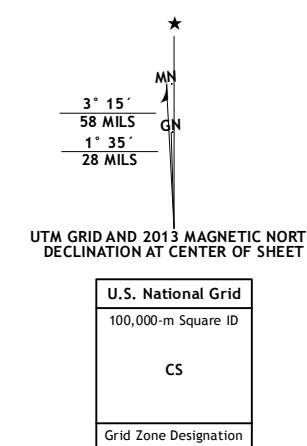 ★
MN
3° 15´
58 MILS
GN
1° 35´
28 MILS
UTM GRID AND 2013 MAGNETIC NORT
DECLINATION AT CENTER OF SHEET
U.S. National Grid
100,000-m Square ID
CS
Grid Zone Designation